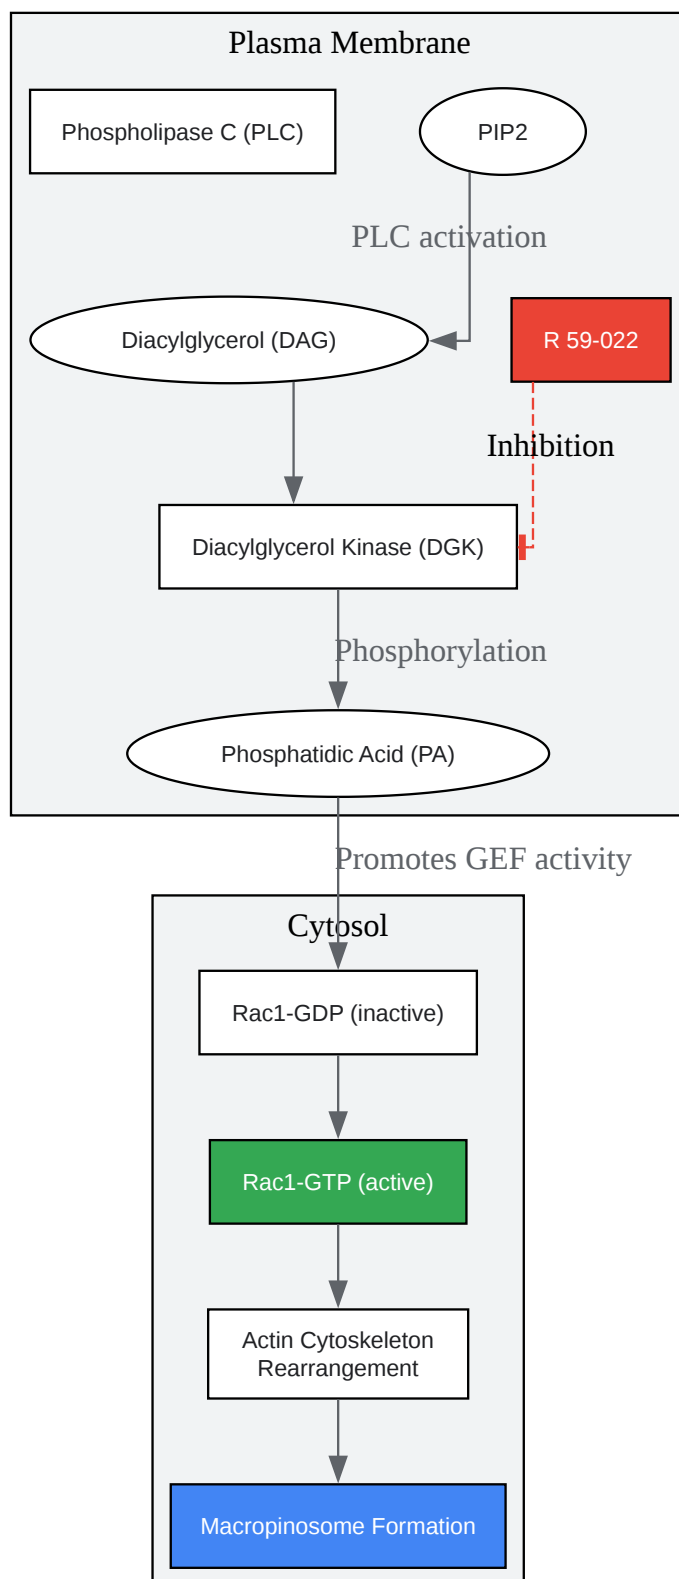 Plasma Membrane
Phospholipase C (PLC)
PIP2
PLC activation
Diacylglycerol (DAG)
R 59-022
Inhibition
Diacylglycerol Kinase (DGK)
Phosphorylation
Phosphatidic Acid (PA)
Promotes GEF activity
Cytosol
Rac1-GDP (inactive)
Rac1-GTP (active)
Actin Cytoskeleton
Rearrangement
Macropinosome Formation